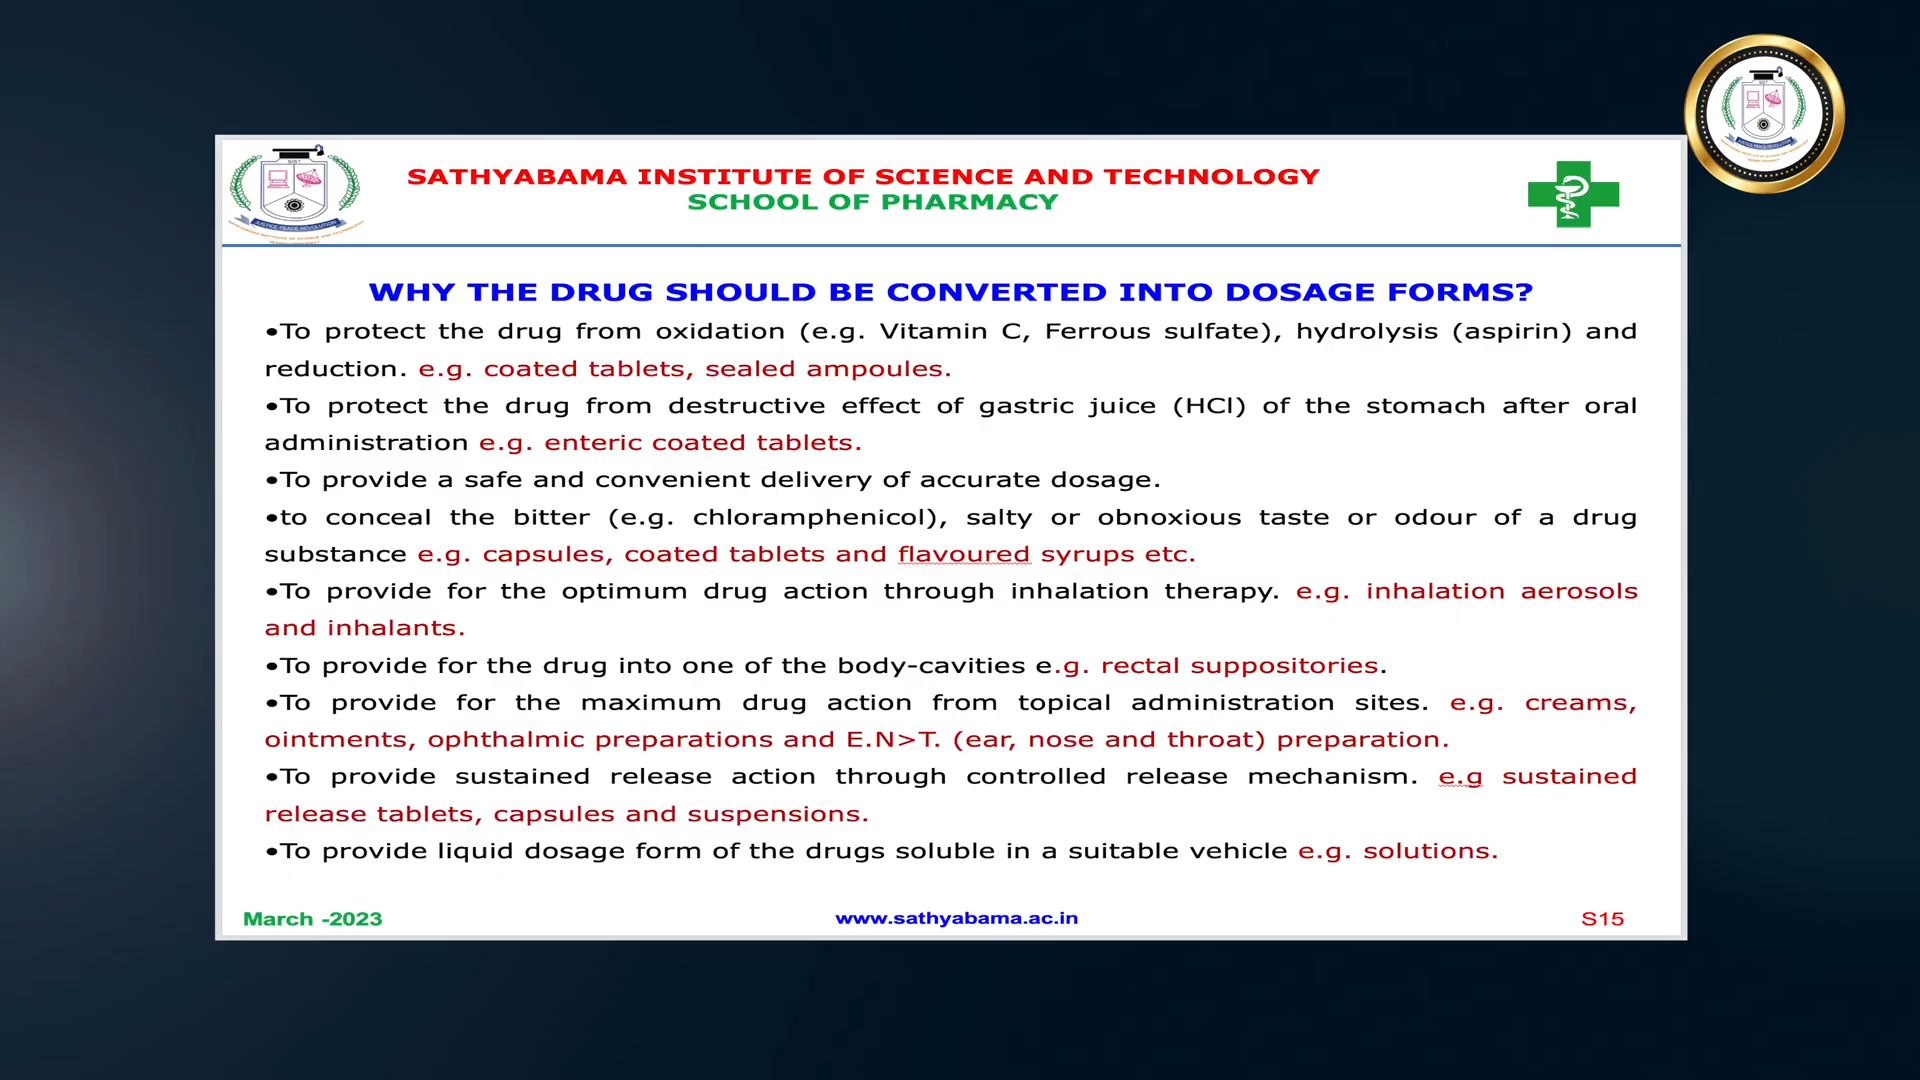 SATHYABAMA INSTITUTE OF SCIENCE AND TECHNOLOGY
SCHOOL OF PHARMACY
SIST
JUSTICE PEACE REVOLUTION
WHY THE DRUG SHOULD BE CONVERTED INTO DOSAGE FORMS?
•To protect the drug from oxidation (e.g. Vitamin C, Ferrous sulfate), hydrolysis (aspirin) and
reduction. e.g. coated tablets, sealed ampoules.
•To protect the drug from destructive effect of gastric juice (HCl) of the stomach after oral
administration e.g. enteric coated tablets.
•To provide a safe and convenient delivery of accurate dosage.
•to conceal the bitter (e.g. chloramphenicol), salty or obnoxious taste or odour of a drug
substance e.g. capsules, coated tablets and flavoured syrups etc.
•To provide for the optimum drug action through inhalation therapy. e.g. inhalation aerosols
and inhalants.
•To provide for the drug into one of the body-cavities e.g. rectal suppositories.
•To provide for the maximum drug action from topical administration sites. e.g. creams,
ointments, ophthalmic preparations and E.N>T. (ear, nose and throat) preparation.
•To provide sustained release action through controlled release mechanism. e.g sustained
release tablets, capsules and suspensions.
•To provide liquid dosage form of the drugs soluble in a suitable vehicle e.g. solutions.
March -2023
www.sathyabama.ac.in
S15